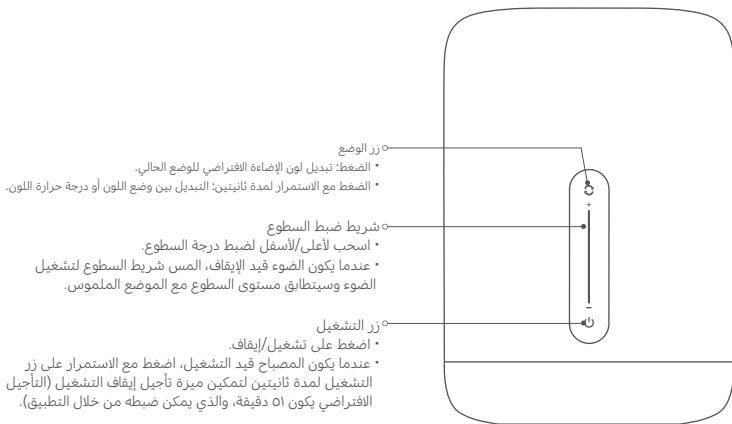 زر الوضع
• الضغط: تبديل لون الإضاءة الافتراضي للوضع الحالي.
• الضغط مع الاستمرار لمدة ثانيتين: التبديل بين وضع اللون أو درجة حرارة اللون.
شريط ضبط السطوع
• اسحب لأعلى/لأسفل لضبط درجة السطوع.
• عندما يكون الضوء قيد الإيقاف، المس شريط السطوع لتشغيل
الضوء وسيتطابق مستوى السطوع مع الموضع الملموس.
زر التشغيل
• اضغط على تشغيل/إيقاف.
• عندما يكون المصباح قيد التشغيل، اضغط مع الاستمرار على زر
التشغيل لمدة ثانيتين لتمكين ميزة تأجيل إيقاف التشغيل (التأجيل
الافتراضي يكون ٥١ دقيقة، والذي يمكن ضبطه من خلال التطبيق).
+
−